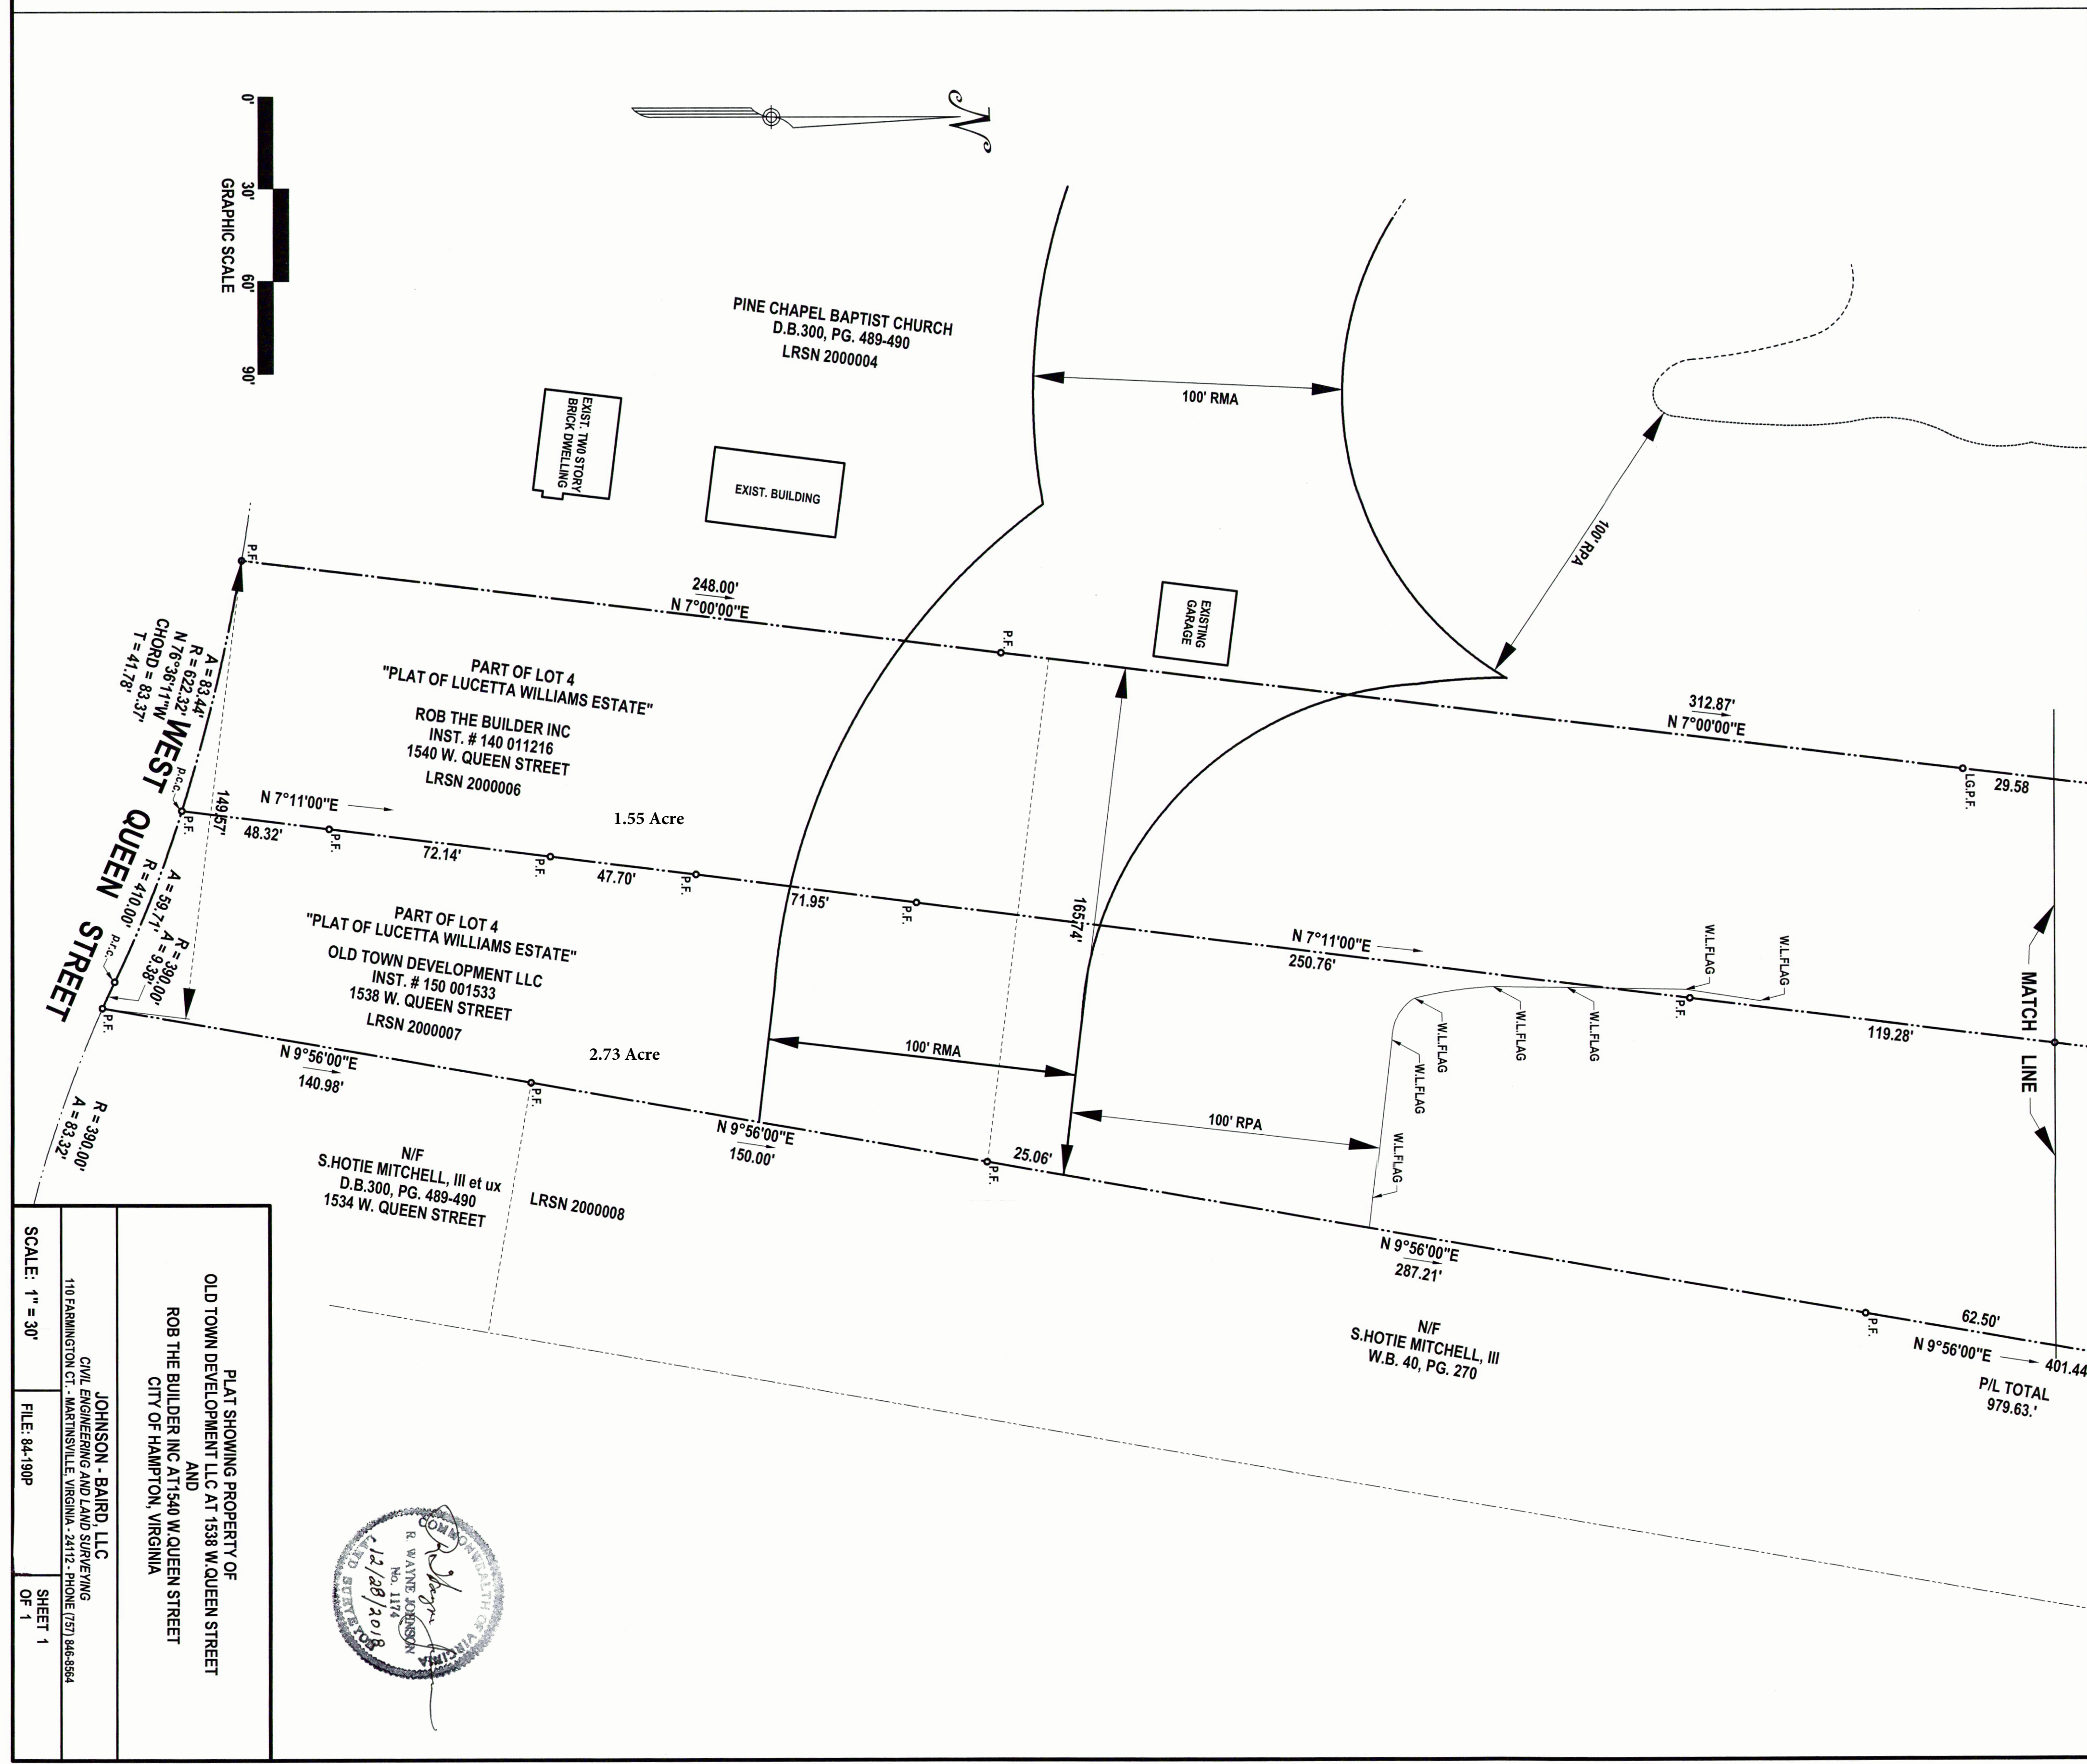 N
0'
30'
60'
90'
GRAPHIC SCALE
PINE CHAPEL BAPTIST CHURCH
D.B.300, PG. 489-490
LRSN 2000004
EXIST. TW0 STORY
BRICK DWELLING
EXIST. BUILDING
100' RMA
100' RPA
EXISTING
GARAGE
P.F.
248.00'
N 7°00'00"E
P.F.
312.87'
N 7°00'00"E
LG.P.F.
29.58
A = 83.44'
R = 622.32'
N 76°36'11"W
CHORD = 83.37'
T = 41.78'
PART OF LOT 4
"PLAT OF LUCETTA WILLIAMS ESTATE"
ROB THE BUILDER INC
INST. # 140 011216
1540 W. QUEEN STREET
LRSN 2000006
1.55 Acre
WEST QUEEN STREET
p.c.c.
P.F.
149.57'
N 7°11'00"E
48.32'
P.F.
72.14'
P.F.
47.70'
P.F.
71.95'
P.F.
165.74'
N 7°11'00"E
250.76'
P.F.
119.28'
W.L.FLAG
W.L.FLAG
W.L.FLAG
W.L.FLAG
W.L.FLAG
W.L.FLAG
W.L.FLAG
MATCH LINE
A = 59.71'
R = 410.00'
p.r.c.
R = 390.00'
A = 9.38'
P.F.
PART OF LOT 4
"PLAT OF LUCETTA WILLIAMS ESTATE"
OLD TOWN DEVELOPMENT LLC
INST. # 150 001533
1538 W. QUEEN STREET
LRSN 2000007
2.73 Acre
100' RMA
100' RPA
N 9°56'00"E
140.98'
P.F.
N 9°56'00"E
150.00'
P.F.
25.06'
N 9°56'00"E
287.21'
P.F.
62.50'
N 9°56'00"E
401.44
P/L TOTAL
979.63.'
R = 390.00'
A = 83.32'
N/F
S.HOTIE MITCHELL, III et ux
D.B.300, PG. 489-490
1534 W. QUEEN STREET
LRSN 2000008
N/F
S.HOTIE MITCHELL, III
W.B. 40, PG. 270
PLAT SHOWING PROPERTY OF
OLD TOWN DEVELOPMENT LLC AT 1538 W.QUEEN STREET
AND
ROB THE BUILDER INC AT1540 W.QUEEN STREET
CITY OF HAMPTON, VIRGINIA
JOHNSON - BAIRD, LLC
CIVIL ENGINEERING AND LAND SURVEYING
110 FARMINGTON CT. - MARTINSVILLE, VIRGINIA - 24112 - PHONE (757) 846-8564
SCALE: 1" = 30'
FILE: 84-190P
SHEET 1
OF 1
COMMONWEALTH OF VIRGINIA
R. WAYNE JOHNSON
No. 1174
12/28/2018
LAND SURVEYOR